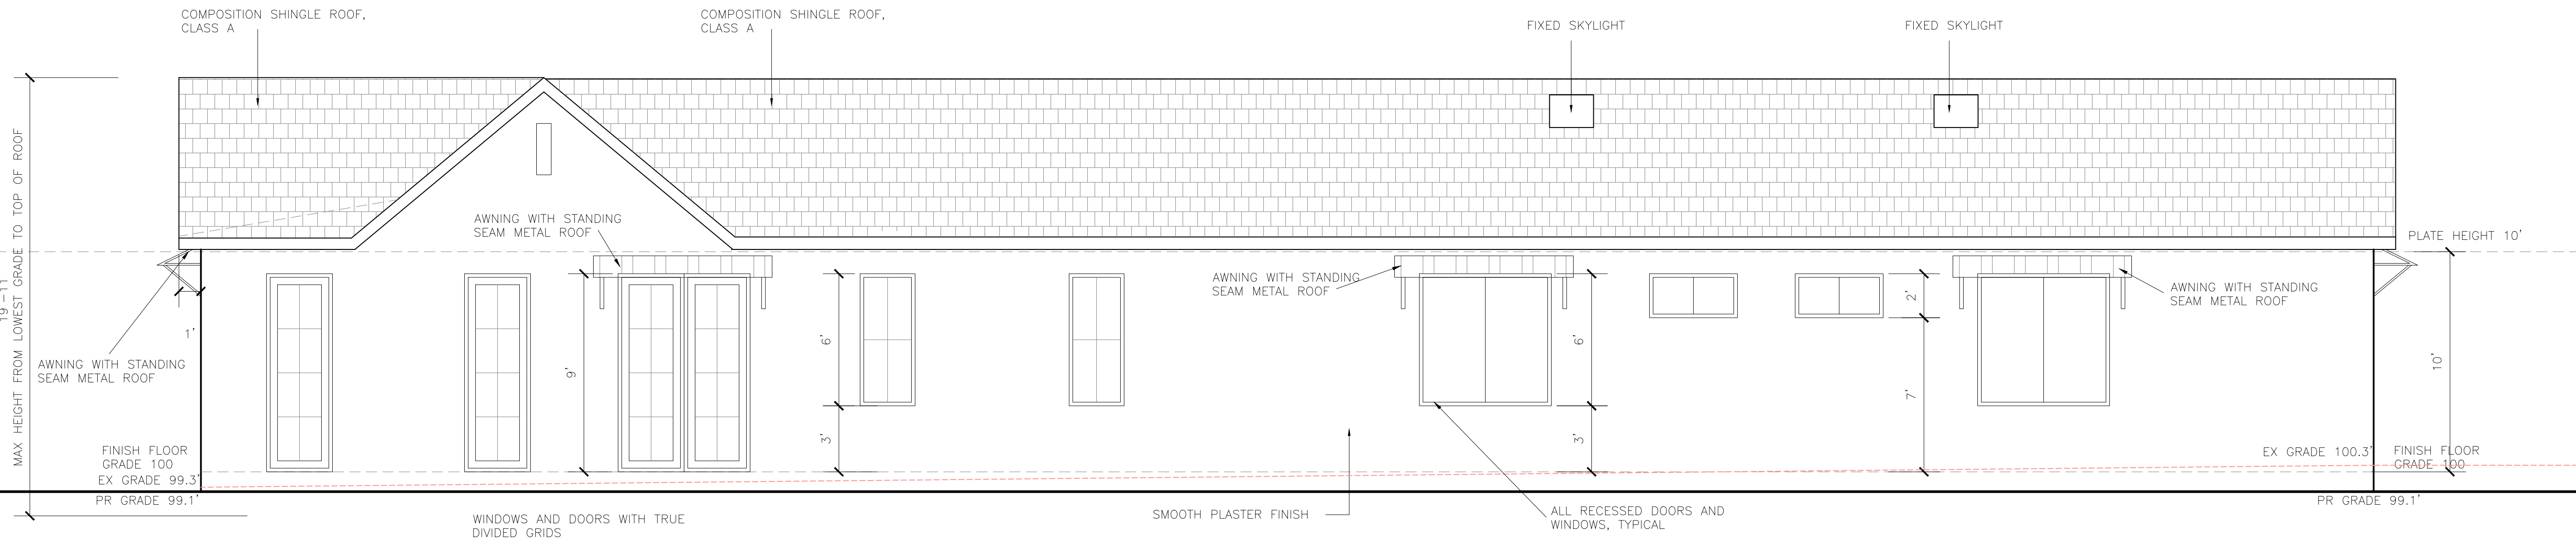 COMPOSITION SHINGLE ROOF,
CLASS A
COMPOSITION SHINGLE ROOF,
CLASS A
FIXED SKYLIGHT
FIXED SKYLIGHT
19'-11
MAX HEIGHT FROM LOWEST GRADE TO TOP OF ROOF
AWNING WITH STANDING
SEAM METAL ROOF
PLATE HEIGHT 10'
AWNING WITH STANDING
SEAM METAL ROOF
AWNING WITH STANDING
SEAM METAL ROOF
1'
AWNING WITH STANDING
SEAM METAL ROOF
9'
6'
3'
6'
3'
2'
7'
10'
FINISH FLOOR
GRADE 100
EX GRADE 99.3'
PR GRADE 99.1'
EX GRADE 100.3'
FINISH FLOOR
GRADE 100
PR GRADE 99.1'
WINDOWS AND DOORS WITH TRUE
DIVIDED GRIDS
SMOOTH PLASTER FINISH
ALL RECESSED DOORS AND
WINDOWS, TYPICAL